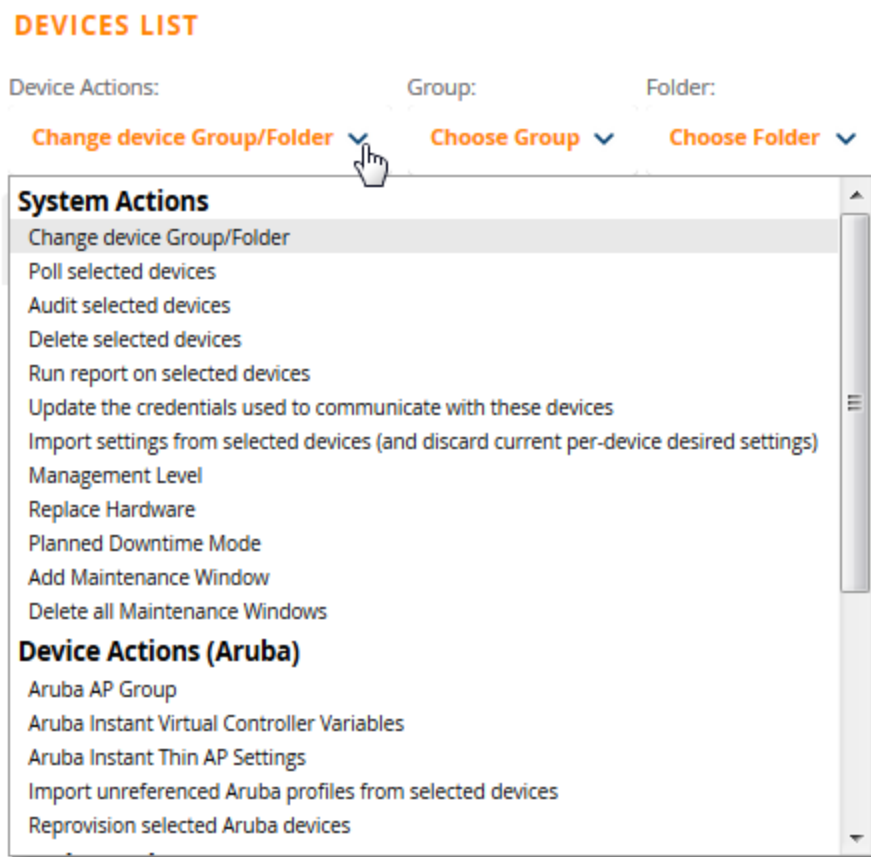 DEVICES LIST
Device Actions: Group: Folder:
Change device Group/Folder Choose Group Choose Folder
System Actions
Change device Group/Folder
Poll selected devices
Audit selected devices
Delete selected devices
Run report on selected devices
Update the credentials used to communicate with these devices
Import settings from selected devices (and discard current per-device desired settings)
Management Level
Replace Hardware
Planned Downtime Mode
Add Maintenance Window
Delete all Maintenance Windows
Device Actions (Aruba)
Aruba AP Group
Aruba Instant Virtual Controller Variables
Aruba Instant Thin AP Settings
Import unreferenced Aruba profiles from selected devices
Reprovision selected Aruba devices